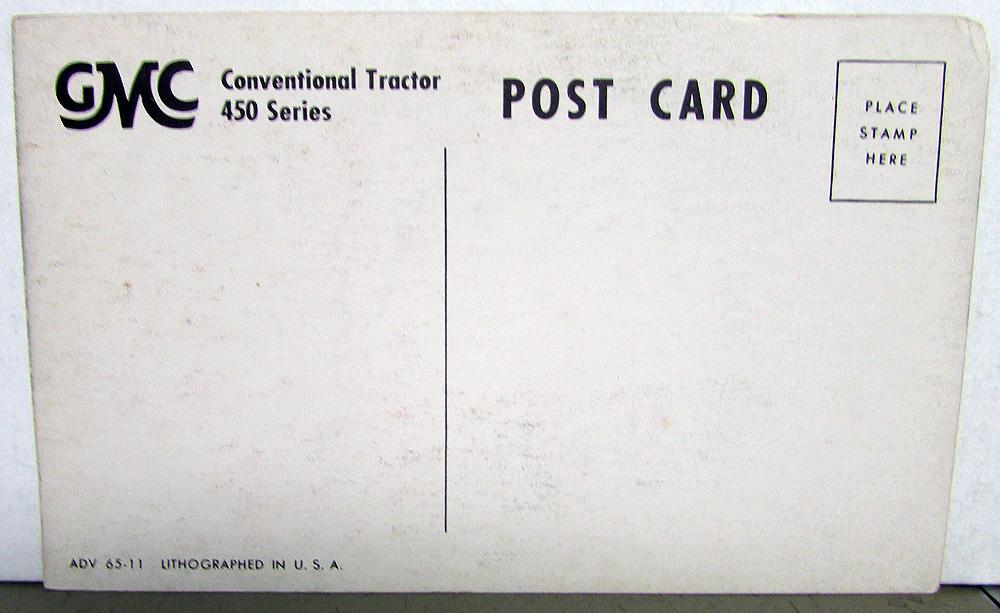 GMC
Conventional Tractor
450 Series
POST CARD
PLACE
STAMP
HERE
ADV 65-11 LITHOGRAPHED IN U. S. A.